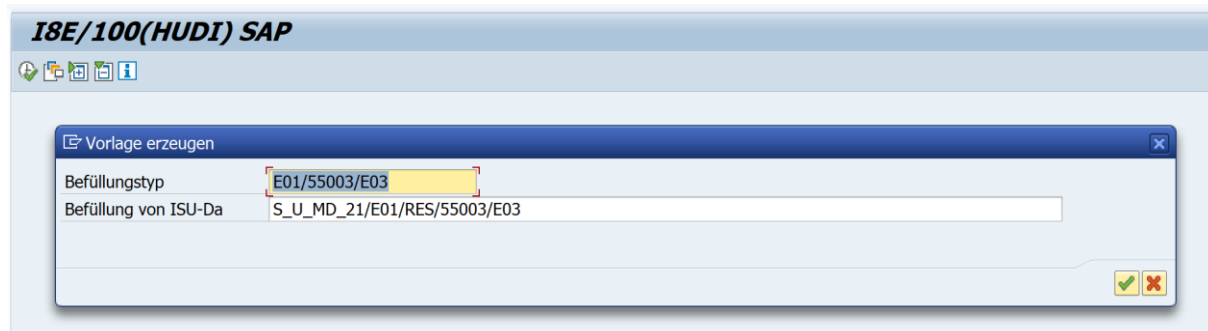 I8E/100(HUDI) SAP
Vorlage erzeugen
Befüllungstyp E01/55003/E03
Befüllung von ISU-Da S_U_MD_21/E01/RES/55003/E03